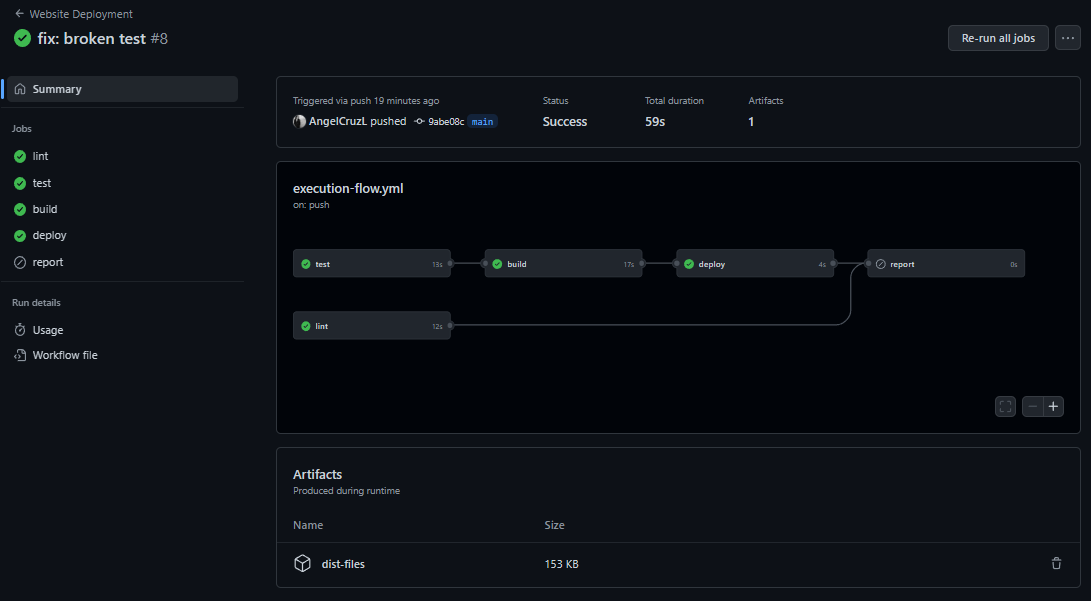 ← Website Deployment
fix: broken test #8
Re-run all jobs
...
Summary
Jobs
lint
test
build
deploy
report
Run details
Usage
Workflow file
Triggered via push 19 minutes ago
AngelCruzL pushed 9abe08c main
Status
Success
Total duration
59s
Artifacts
1
execution-flow.yml
on: push
test 13s
build 17s
deploy 4s
report 0s
lint 12s
Artifacts
Produced during runtime
Name Size
dist-files 153 KB